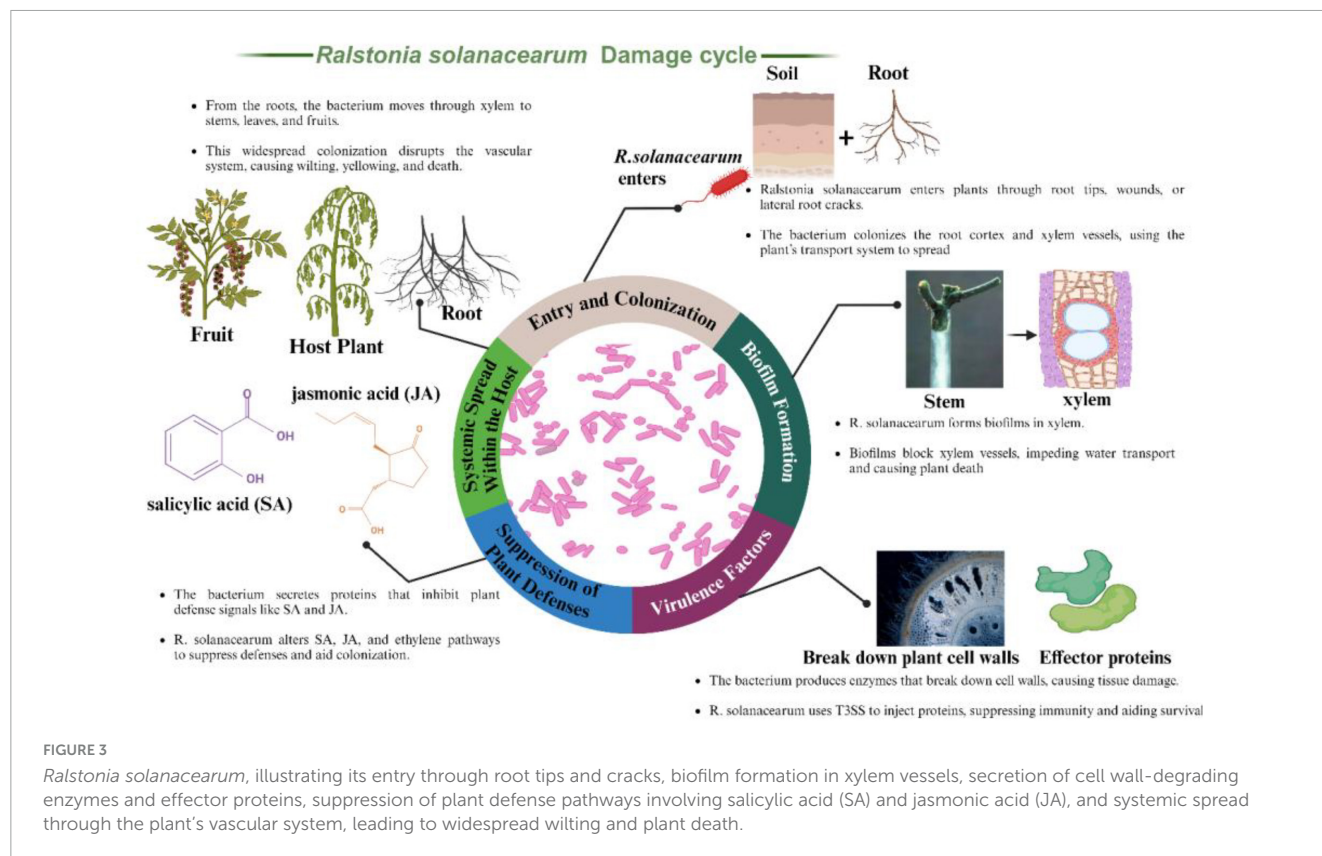 Ralstonia solanacearum Damage cycle
Soil
Root
+
R.solanacearum
enters
• Ralstonia solanacearum enters plants through root tips, wounds, or
lateral root cracks.
• The bacterium colonizes the root cortex and xylem vessels, using the
plant's transport system to spread
• From the roots, the bacterium moves through xylem to
stems, leaves, and fruits.
• This widespread colonization disrupts the vascular
system, causing wilting, yellowing, and death.
Fruit
Host Plant
Root
Entry and Colonization
Biofilm Formation
Virulence Factors
Suppression of
Plant Defenses
Systemic Spread
Within the Host
Stem
xylem
• R. solanacearum forms biofilms in xylem.
• Biofilms block xylem vessels, impeding water transport
and causing plant death
jasmonic acid (JA)
O
OH
OH
salicylic acid (SA)
O
O
OH
• The bacterium secretes proteins that inhibit plant
defense signals like SA and JA.
• R. solanacearum alters SA, JA, and ethylene pathways
to suppress defenses and aid colonization.
Break down plant cell walls
Effector proteins
• The bacterium produces enzymes that break down cell walls, causing tissue damage.
• R. solanacearum uses T3SS to inject proteins, suppressing immunity and aiding survival
FIGURE 3
Ralstonia solanacearum, illustrating its entry through root tips and cracks, biofilm formation in xylem vessels, secretion of cell wall-degrading
enzymes and effector proteins, suppression of plant defense pathways involving salicylic acid (SA) and jasmonic acid (JA), and systemic spread
through the plant's vascular system, leading to widespread wilting and plant death.